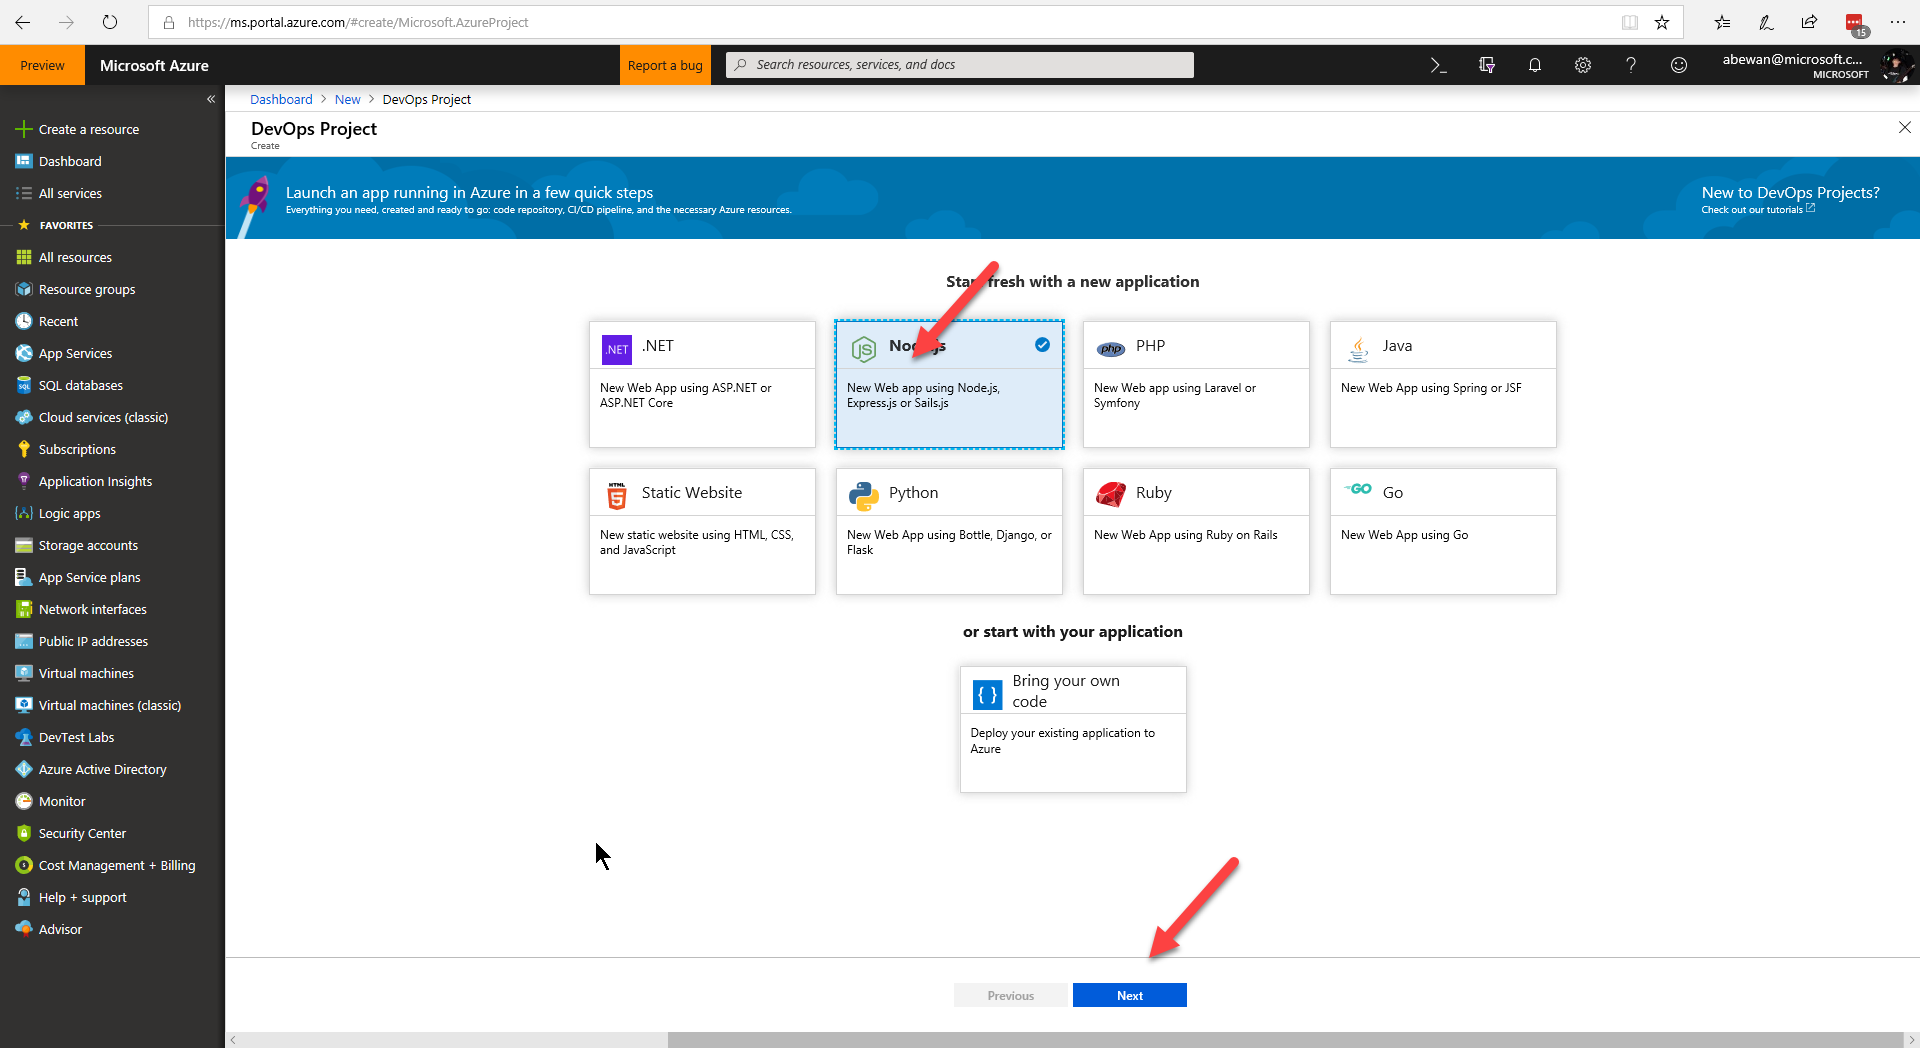 https://ms.portal.azure.com/#create/Microsoft.AzureProject
15
Preview
Microsoft Azure
Report a bug
Search resources, services, and docs
abewan@microsoft.c...
MICROSOFT
Dashboard > New > DevOps Project
DevOps Project
Create
Launch an app running in Azure in a few quick steps
Everything you need, created and ready to go: code repository, CI/CD pipeline, and the necessary Azure resources.
New to DevOps Projects?
Check out our tutorials
Create a resource
Dashboard
All services
FAVORITES
All resources
Resource groups
Recent
App Services
SQL databases
Cloud services (classic)
Subscriptions
Application Insights
Logic apps
Storage accounts
App Service plans
Network interfaces
Public IP addresses
Virtual machines
Virtual machines (classic)
DevTest Labs
Azure Active Directory
Monitor
Security Center
Cost Management + Billing
Help + support
Advisor
Start fresh with a new application
.NET
.NET
New Web App using ASP.NET or
ASP.NET Core
JS
Node.js
New Web app using Node.js,
Express.js or Sails.js
php
PHP
New Web app using Laravel or
Symfony
Java
New Web App using Spring or JSF
HTML
5
Static Website
New static website using HTML, CSS,
and JavaScript
Python
New Web App using Bottle, Django, or
Flask
Ruby
New Web App using Ruby on Rails
GO
Go
New Web App using Go
or start with your application
{ }
Bring your own
code
Deploy your existing application to
Azure
Previous
Next